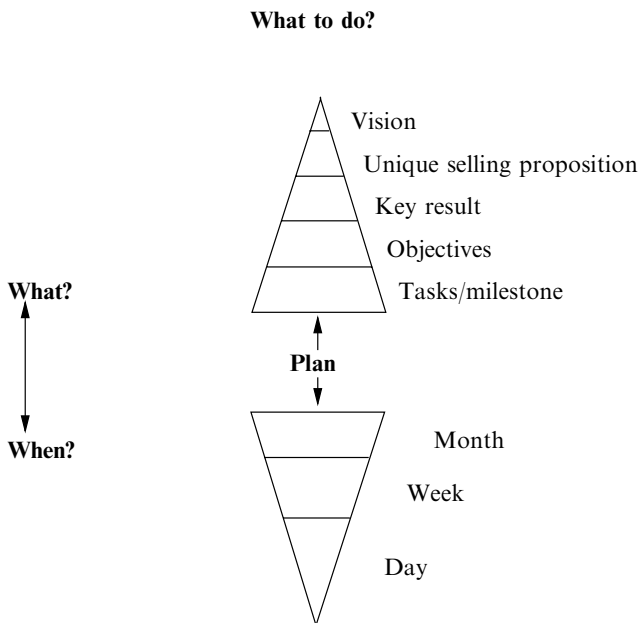 What to do?
Vision
Unique selling proposition
Key result
Objectives
What?
Tasks/milestone
Plan
When?
Month
Week
Day